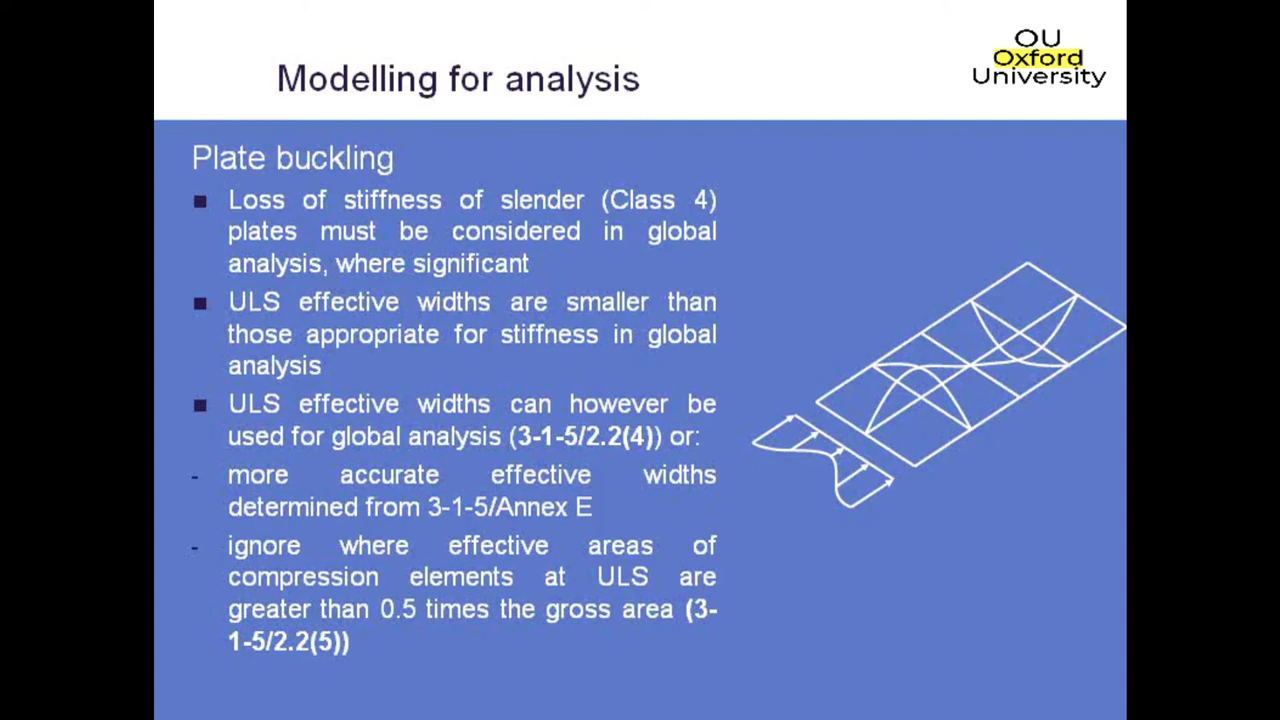 OU
Oxford
University
Modelling for analysis
Plate buckling
Loss of stiffness of slender (Class 4)
plates must be considered in global
analysis, where significant
ULS effective widths are smaller than
those appropriate for stiffness in global
analysis
ULS effective widths can however be
used for global analysis (3-1-5/2.2(4)) or:
- more accurate effective widths
determined from 3-1-5/Annex E
- ignore where effective areas of
compression elements at ULS are
greater than 0.5 times the gross area (3-
1-5/2.2(5))